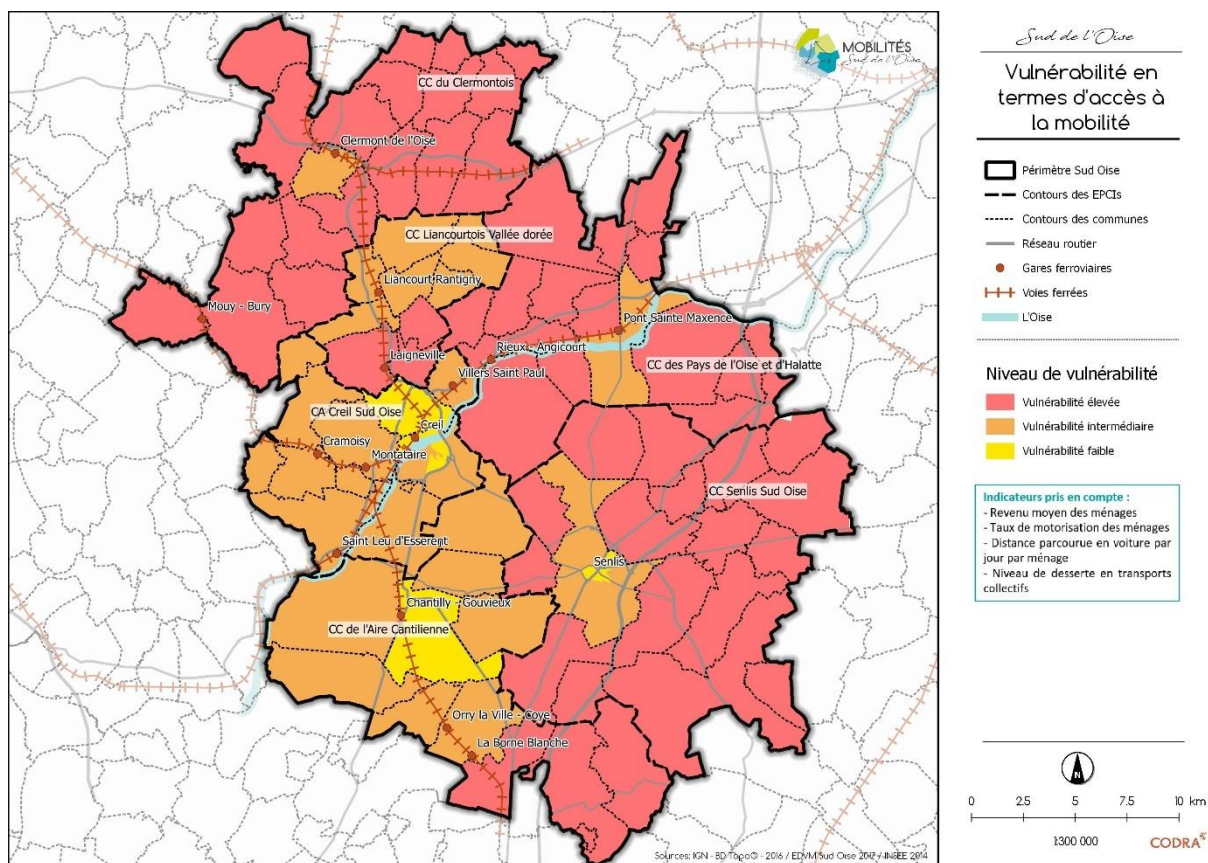 MOBILITÉS
Sud de l'Oise
CC du Clermontois
Clermont de l'Oise
CC Liancourtois Vallée dorée
Liancourt Rantigny
Mouy - Bury
Pont Sainte Maxence
Rieux - Angicourt
Laigneville
CC des Pays de l'Oise et d'Halatte
Villers Saint Paul
CA Creil Sud Oise
Creil
Cramoisy
Montataire
CC Senlis Sud Oise
Saint Leu d'Esserent
Senlis
Chantilly - Gouvieux
CC de l'Aire Cantilienne
Orry la Ville - Coye
La Borne Blanche
Sources: IGN - BD Topo© - 2016 / EDVM Sud Oise 2017 / INSEE 2014
Sud de l'Oise
Vulnérabilité en
termes d'accès à
la mobilité
Périmètre Sud Oise
Contours des EPCIs
Contours des communes
Réseau routier
Gares ferroviaires
Voies ferrées
L'Oise
Niveau de vulnérabilité
Vulnérabilité élevée
Vulnérabilité intermédiaire
Vulnérabilité faible
Indicateurs pris en compte :
- Revenu moyen des ménages
- Taux de motorisation des ménages
- Distance parcourue en voiture par
jour par ménage
- Niveau de desserte en transports
collectifs
N
0 2.5 5 7.5 10 km
1300 000
CODRA